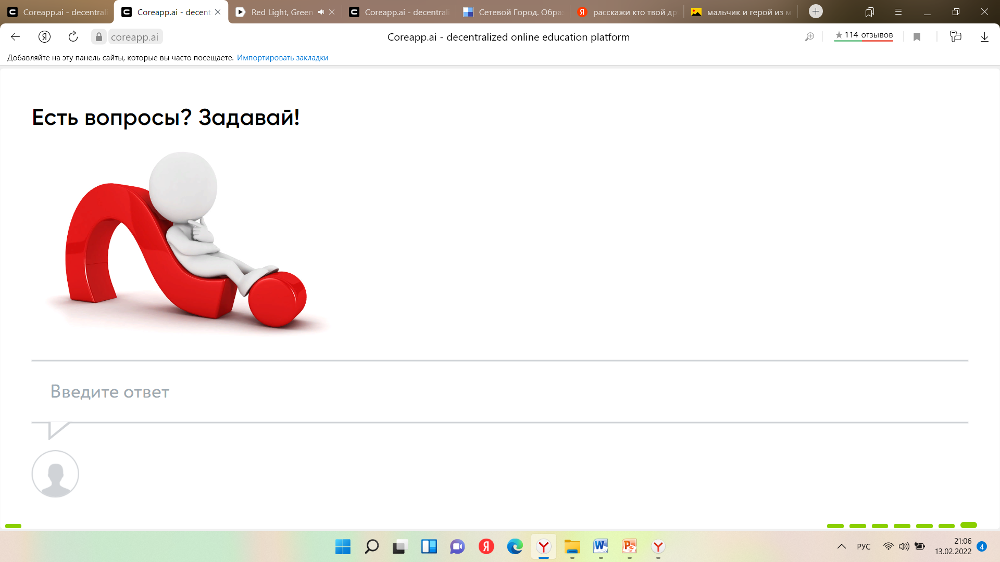 Coreapp.ai - decentrali
Coreapp.ai - decent
Red Light, Green
Coreapp.ai - decentrali
Сетевой Город. Обра
расскажи кто твой др
мальчик и герой из м
coreapp.ai
Coreapp.ai - decentralized online education platform
114 отзывов
Добавляйте на эту панель сайты, которые вы часто посещаете. Импортировать закладки
Есть вопросы? Задавай!
Введите ответ
РУС
21:06
13.02.2022
4